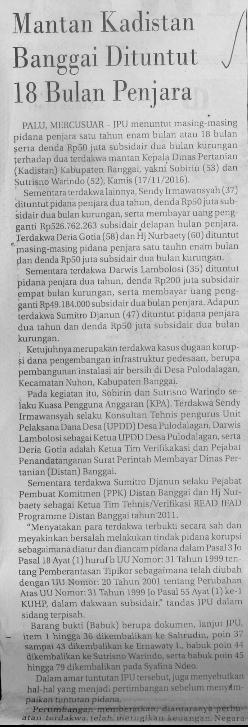 Mantan Kadistan
Banggai Dituntut
18 Bulan Penjara
PALU, MERCUSUAR – JPU menuntut masing-masing
pidana penjara satu tahun enam bulan atau 18 bulan
serta denda Rp50 juta subsidair dua bulan kurungan
terhadap dua terdakwa mantan Kepala Dinas Pertanian
(Kadistan) Kabupaten Banggai, yakni Sobirin (53) dan
Sutrisno Warindo (52), Kamis (17/11/2016).
Sementara terdakwa lainnya, Sendy Irmawansyah (37)
dituntut pidana penjara dua tahun, denda Rp50 juta sub-
sidair dua bulan kurungan, serta membayar uang peng-
ganti Rp526.762.263 subsidair delapan bulan penjara.
Terdakwa Deria Gotia (58) dan Hj Nurbaety (60) dituntut
masing-masing pidana penjara satu tauhn enam bulan
dan denda Rp50 juta subsidair dua bulan kurungan.
Sementara terdakwa Darwis Lambolosi (35) dituntut
pidana penjara dua tahun, denda Rp200 juta subsidair
empat bulan kurungan, serta membayar uang peng-
ganti Rp549.184.000 subsidair dua bulan penjara. Adapun
terdakwa Sumitro Djanun (47) dituntut pidana penjara
dua tahun dan denda Rp50 juta subsidair dua bulan
kurungan.
Ketujuhnya merupakan terdakwa kasus dugaan korup-
si dana pengembangan infrastruktur pedesaan, berupa
pembangunan instalasi air bersih di Desa Pulodalagan,
Kecamatan Nuhon, Kabupaten Banggai.
Pada kegiatan itu, Sobirin dan Sutrisno Warindo se-
laku Kuasa Pengguna Anggaran (KPA). Terdakwa Sendy
Irmawansyah selaku Konsultan Tehnis pengurus Unit
Pelaksana Dana Desa (UPDD) Desa Pulodalagan, Darwis
Lambolosi sebagai Ketua UPDD Desa Pulodalagan, serta
Deria Gotia adalah Ketua Tim Verifikakasi dan Pejabat
Penandatanganan Surat Perintah Membayar Dinas Per-
tanian (Distan) Banggai.
Sementara terdakwa Sumitro Djanun selaku Pejabat
Pembuat Komitmen (PPK) Distan Banggai dan Hj Nur-
baety sebagai Ketua Tim Tehnis/Verifikasi READ IFAD
Programme Distan Banggai tahun 2011.
"Menyatakan para terdakwa terbukti secara sah dan
meyakinkan bersalah melakukan tindak pidana korupsi
sebagaimana diatur dan diancam pidana dalam Pasal 3 Jo
Pasal 18 Ayat (1) huruf b UU Nomor: 31 Tahun 1999 ten-
tang Pemberantasan Tipikor sebagaimana telah diubah
dengan UU Nomor: 20 Tahun 2001 tentang Perubahan
Atas UU Nomor: 31 Tahun 1999 Jo Pasal 55 Ayat (1) ke-1
KUHP, dalam dakwaan subsidair," tandas JPU dalam
sidang terpisah.
Barang bukti (Babuk) berupa dokumen, lanjut JPU,
item 1 hingga 36 dikembalikan ke Sahrudin, poin 37
sampai 43 dikembalikan ke Ernawaty L, babuk poin 44
dikembalikan ke Sutrisno Warindo, serta babuk poin 45
hingga 79 dikembalikan pada Syafina Ndeo.
Dalam amar tuntutan JPU tersebut, juga menyebutkan
hal-hal yang menjadi pertimbangan sebelum menyam-
paikan tuntutan pidana.
Pertimbangan memberatkan, diantaranya perbuatan
atau terdakwa telah merugikan keuangan Negara